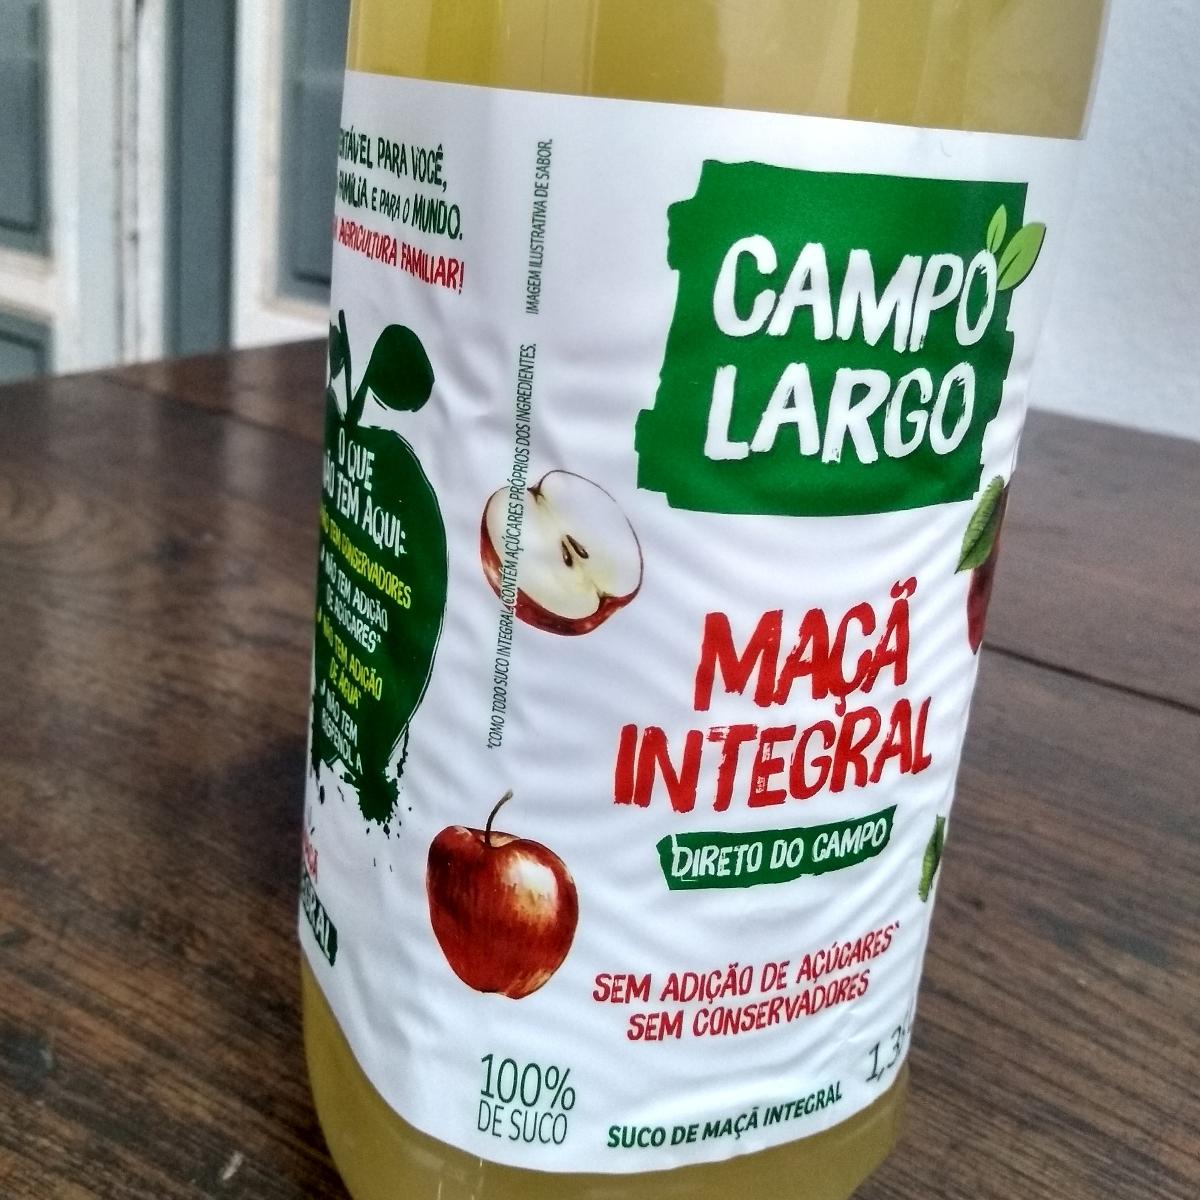 PARA VOCÊ,
E PARA O MUNDO.
AGRICULTURA FAMILIAR!
O QUE
TEM AQUI:
TEM CONSERVADORES
NÃO TEM ADIÇÃO
DE AÇÚCARES*
NÃO TEM ADIÇÃO
DE ÁGUA*
NÃO TEM
BISFENOL A
*COMO TODO SUCO INTEGRAL, CONTÉM AÇÚCARES PRÓPRIOS DOS INGREDIENTES.
IMAGEM ILUSTRATIVA DE SABOR.
CAMPO
LARGO
MAÇÃ
INTEGRAL
DIRETO DO CAMPO
SEM ADIÇÃO DE AÇÚCARES*
SEM CONSERVADORES
100%
DE SUCO
SUCO DE MAÇÃ INTEGRAL